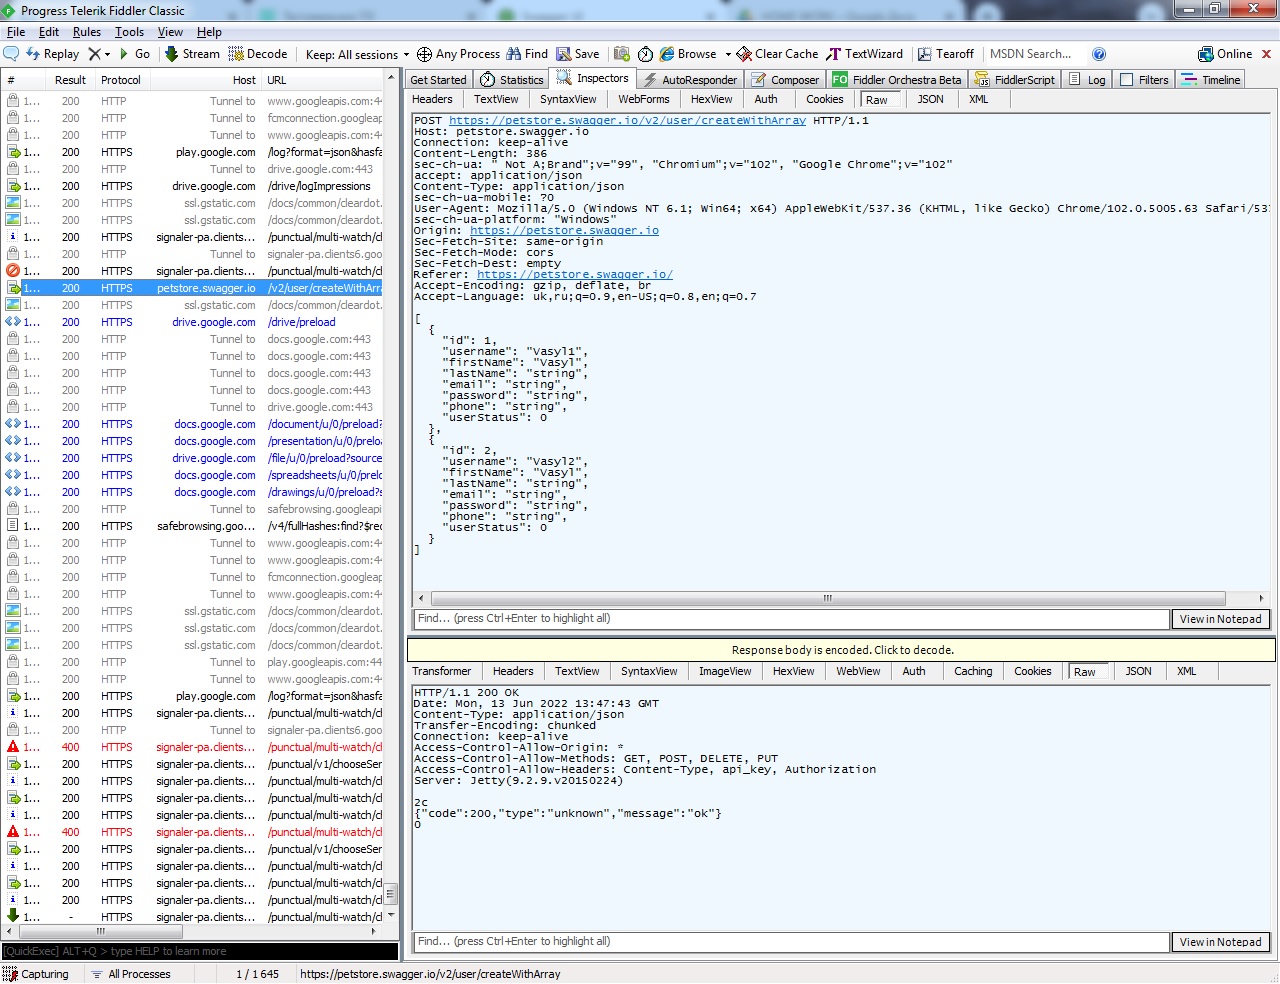 Progress Telerik Fiddler Classic
File Edit Rules Tools View Help
Replay Go Stream Decode Keep: All sessions Any Process Find Save Browse Clear Cache TextWizard Tearoff MSDN Search... Online
# Result Protocol Host URL
1... 200 HTTP Tunnel to www.googleapis.com:44
1... 200 HTTP Tunnel to fcmconnection.googleap
1... 200 HTTP Tunnel to www.googleapis.com:44
1... 200 HTTPS play.google.com /log?format=json&hasfa
1... 200 HTTP Tunnel to drive.google.com:443
1... 200 HTTPS drive.google.com /drive/logImpressions
1... 200 HTTPS ssl.gstatic.com /docs/common/cleardot.
1... 200 HTTPS ssl.gstatic.com /docs/common/cleardot.
1... 200 HTTPS signaler-pa.clients... /punctual/multi-watch/cl
1... 200 HTTP Tunnel to signaler-pa.clients6.goo
1... 200 HTTPS signaler-pa.clients... /punctual/multi-watch/cl
1... 200 HTTPS petstore.swagger.io /v2/user/createWithArra
1... 200 HTTPS ssl.gstatic.com /docs/common/cleardot.
1... 200 HTTPS drive.google.com /drive/preload
1... 200 HTTP Tunnel to docs.google.com:443
1... 200 HTTP Tunnel to docs.google.com:443
1... 200 HTTP Tunnel to docs.google.com:443
1... 200 HTTP Tunnel to docs.google.com:443
1... 200 HTTP Tunnel to drive.google.com:443
1... 200 HTTPS docs.google.com /document/u/0/preload?
1... 200 HTTPS docs.google.com /presentation/u/0/preloa
1... 200 HTTPS drive.google.com /file/u/0/preload?source
1... 200 HTTPS docs.google.com /spreadsheets/u/0/prelo
1... 200 HTTPS docs.google.com /drawings/u/0/preload?s
1... 200 HTTP Tunnel to safebrowsing.googleapi
1... 200 HTTPS safebrowsing.goo... /v4/fullHashes:find?$req
1... 200 HTTP Tunnel to www.googleapis.com:44
1... 200 HTTP Tunnel to www.googleapis.com:44
1... 200 HTTP Tunnel to fcmconnection.googleap
1... 200 HTTP Tunnel to www.googleapis.com:44
1... 200 HTTPS ssl.gstatic.com /docs/common/cleardot.
1... 200 HTTPS ssl.gstatic.com /docs/common/cleardot.
1... 200 HTTPS ssl.gstatic.com /docs/common/cleardot.
1... 200 HTTP Tunnel to play.googleapis.com:443
1... 200 HTTP Tunnel to www.googleapis.com:44
1... 200 HTTPS play.google.com /log?format=json&hasfa
1... 200 HTTPS signaler-pa.clients... /punctual/multi-watch/cl
1... 200 HTTP Tunnel to signaler-pa.clients6.goo
1... 400 HTTPS signaler-pa.clients... /punctual/multi-watch/cl
1... 200 HTTPS signaler-pa.clients... /punctual/v1/chooseSer
1... 200 HTTPS signaler-pa.clients... /punctual/multi-watch/cl
1... 200 HTTPS signaler-pa.clients... /punctual/multi-watch/cl
1... 200 HTTPS signaler-pa.clients... /punctual/multi-watch/cl
1... 400 HTTPS signaler-pa.clients... /punctual/multi-watch/cl
1... 200 HTTPS signaler-pa.clients... /punctual/v1/chooseSer
1... 200 HTTPS signaler-pa.clients... /punctual/multi-watch/cl
1... 200 HTTPS signaler-pa.clients... /punctual/multi-watch/cl
1... 200 HTTPS signaler-pa.clients... /punctual/multi-watch/cl
1... - HTTPS signaler-pa.clients... /punctual/multi-watch/cl
[QuickExec] ALT+Q > type HELP to learn more
Get Started Statistics Inspectors AutoResponder Composer FO Fiddler Orchestra Beta FiddlerScript Log Filters Timeline
Headers TextView SyntaxView WebForms HexView Auth Cookies Raw JSON XML
POST https://petstore.swagger.io/v2/user/createWithArray HTTP/1.1
Host: petstore.swagger.io
Connection: keep-alive
Content-Length: 386
sec-ch-ua: " Not A;Brand";v="99", "Chromium";v="102", "Google Chrome";v="102"
accept: application/json
Content-Type: application/json
sec-ch-ua-mobile: ?0
User-Agent: Mozilla/5.0 (Windows NT 6.1; Win64; x64) AppleWebKit/537.36 (KHTML, like Gecko) Chrome/102.0.5005.63 Safari/537
sec-ch-ua-platform: "Windows"
Origin: https://petstore.swagger.io
Sec-Fetch-Site: same-origin
Sec-Fetch-Mode: cors
Sec-Fetch-Dest: empty
Referer: https://petstore.swagger.io/
Accept-Encoding: gzip, deflate, br
Accept-Language: uk,ru;q=0.9,en-US;q=0.8,en;q=0.7
[
{
"id": 1,
"username": "Vasyl1",
"firstName": "Vasyl",
"lastName": "string",
"email": "string",
"password": "string",
"phone": "string",
"userStatus": 0
},
{
"id": 2,
"username": "Vasyl2",
"firstName": "Vasyl",
"lastName": "string",
"email": "string",
"password": "string",
"phone": "string",
"userStatus": 0
}
]
Find... (press Ctrl+Enter to highlight all) View in Notepad
Response body is encoded. Click to decode.
Transformer Headers TextView SyntaxView ImageView HexView WebView Auth Caching Cookies Raw JSON XML
HTTP/1.1 200 OK
Date: Mon, 13 Jun 2022 13:47:43 GMT
Content-Type: application/json
Transfer-Encoding: chunked
Connection: keep-alive
Access-Control-Allow-Origin: *
Access-Control-Allow-Methods: GET, POST, DELETE, PUT
Access-Control-Allow-Headers: Content-Type, api_key, Authorization
Server: Jetty(9.2.9.v20150224)
2c
{"code":200,"type":"unknown","message":"ok"}
0
Find... (press Ctrl+Enter to highlight all) View in Notepad
Capturing All Processes 1 / 1 645 https://petstore.swagger.io/v2/user/createWithArray